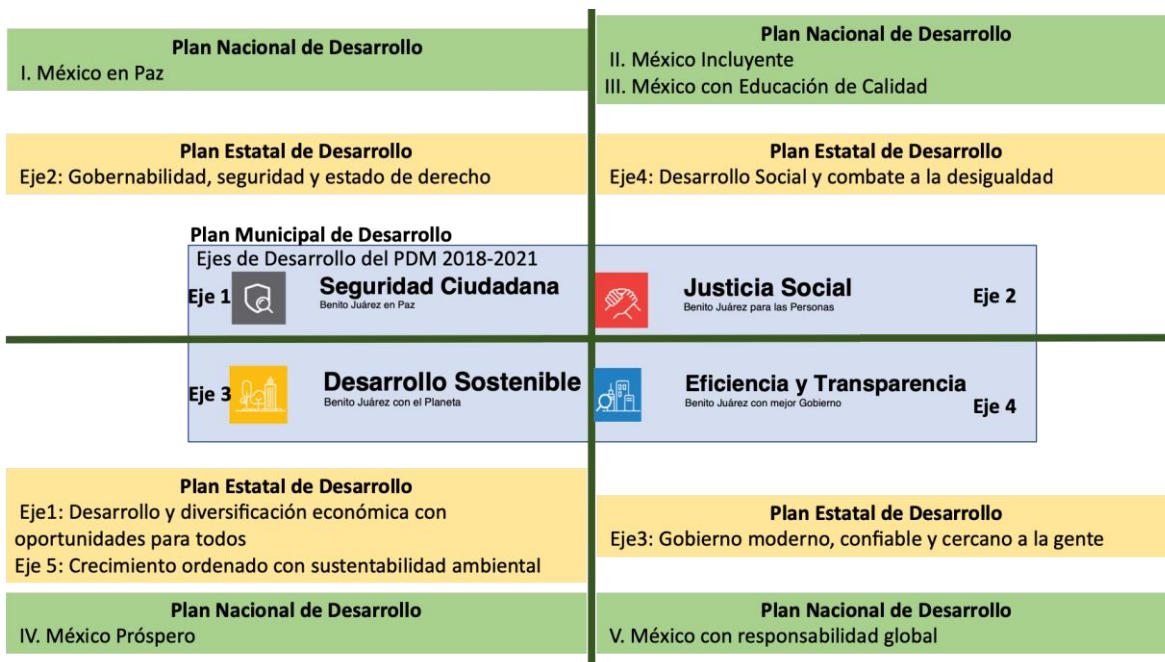 Plan Nacional de Desarrollo
I. México en Paz
Plan Nacional de Desarrollo
II. México Incluyente
III. México con Educación de Calidad
Plan Estatal de Desarrollo
Eje2: Gobernabilidad, seguridad y estado de derecho
Plan Estatal de Desarrollo
Eje4: Desarrollo Social y combate a la desigualdad
Plan Municipal de Desarrollo
Ejes de Desarrollo del PDM 2018-2021
Eje 1
Seguridad Ciudadana
Benito Juárez en Paz
Justicia Social
Benito Juárez para las Personas
Eje 2
Eje 3
Desarrollo Sostenible
Benito Juárez con el Planeta
Eficiencia y Transparencia
Benito Juárez con mejor Gobierno
Eje 4
Plan Estatal de Desarrollo
Eje1: Desarrollo y diversificación económica con
oportunidades para todos
Eje 5: Crecimiento ordenado con sustentabilidad ambiental
Plan Estatal de Desarrollo
Eje3: Gobierno moderno, confiable y cercano a la gente
Plan Nacional de Desarrollo
IV. México Próspero
Plan Nacional de Desarrollo
V. México con responsabilidad global